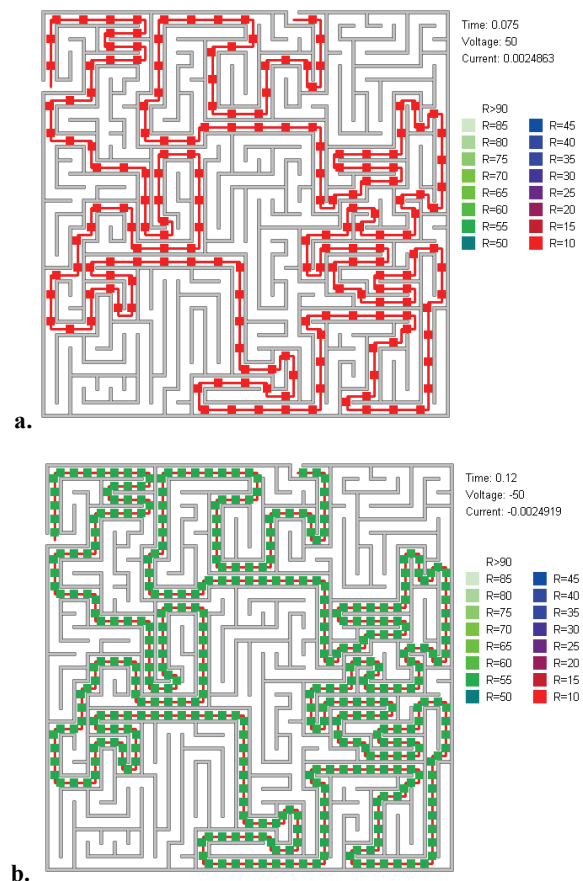 Time: 0.075
Voltage: 50
Current: 0.0024863
R>90
R=85 R=45
R=80 R=40
R=75 R=35
R=70 R=30
R=65 R=25
R=60 R=20
R=55 R=15
R=50 R=10
a.
Time: 0.12
Voltage: -50
Current: -0.0024919
R>90
R=85 R=45
R=80 R=40
R=75 R=35
R=70 R=30
R=65 R=25
R=60 R=20
R=55 R=15
R=50 R=10
b.